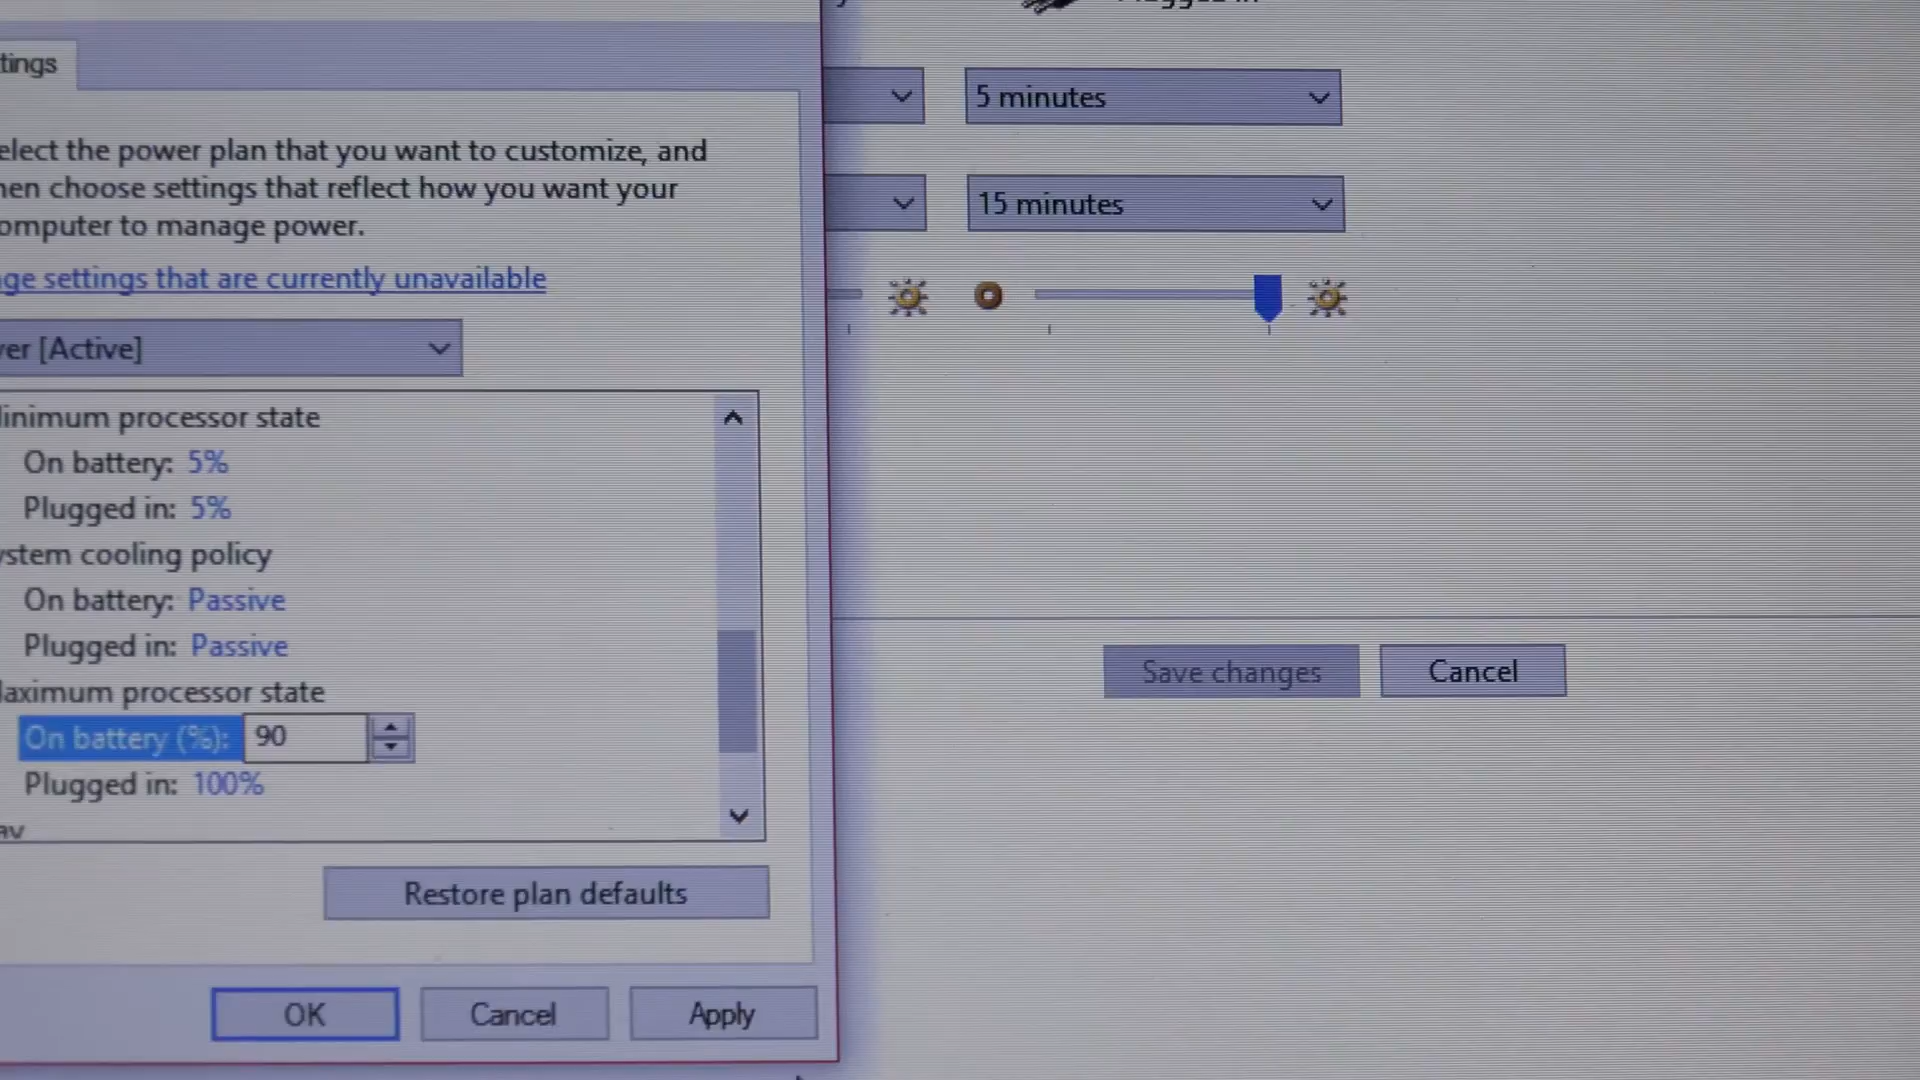 tings
elect the power plan that you want to customize, and
hen choose settings that reflect how you want your
omputer to manage power.
ge settings that are currently unavailable
er [Active]
inimum processor state
On battery: 5%
Plugged in: 5%
ystem cooling policy
On battery: Passive
Plugged in: Passive
aximum processor state
On battery (%): 90
Plugged in: 100%
ay
Restore plan defaults
OK
Cancel
Apply
5 minutes
15 minutes
Save changes
Cancel